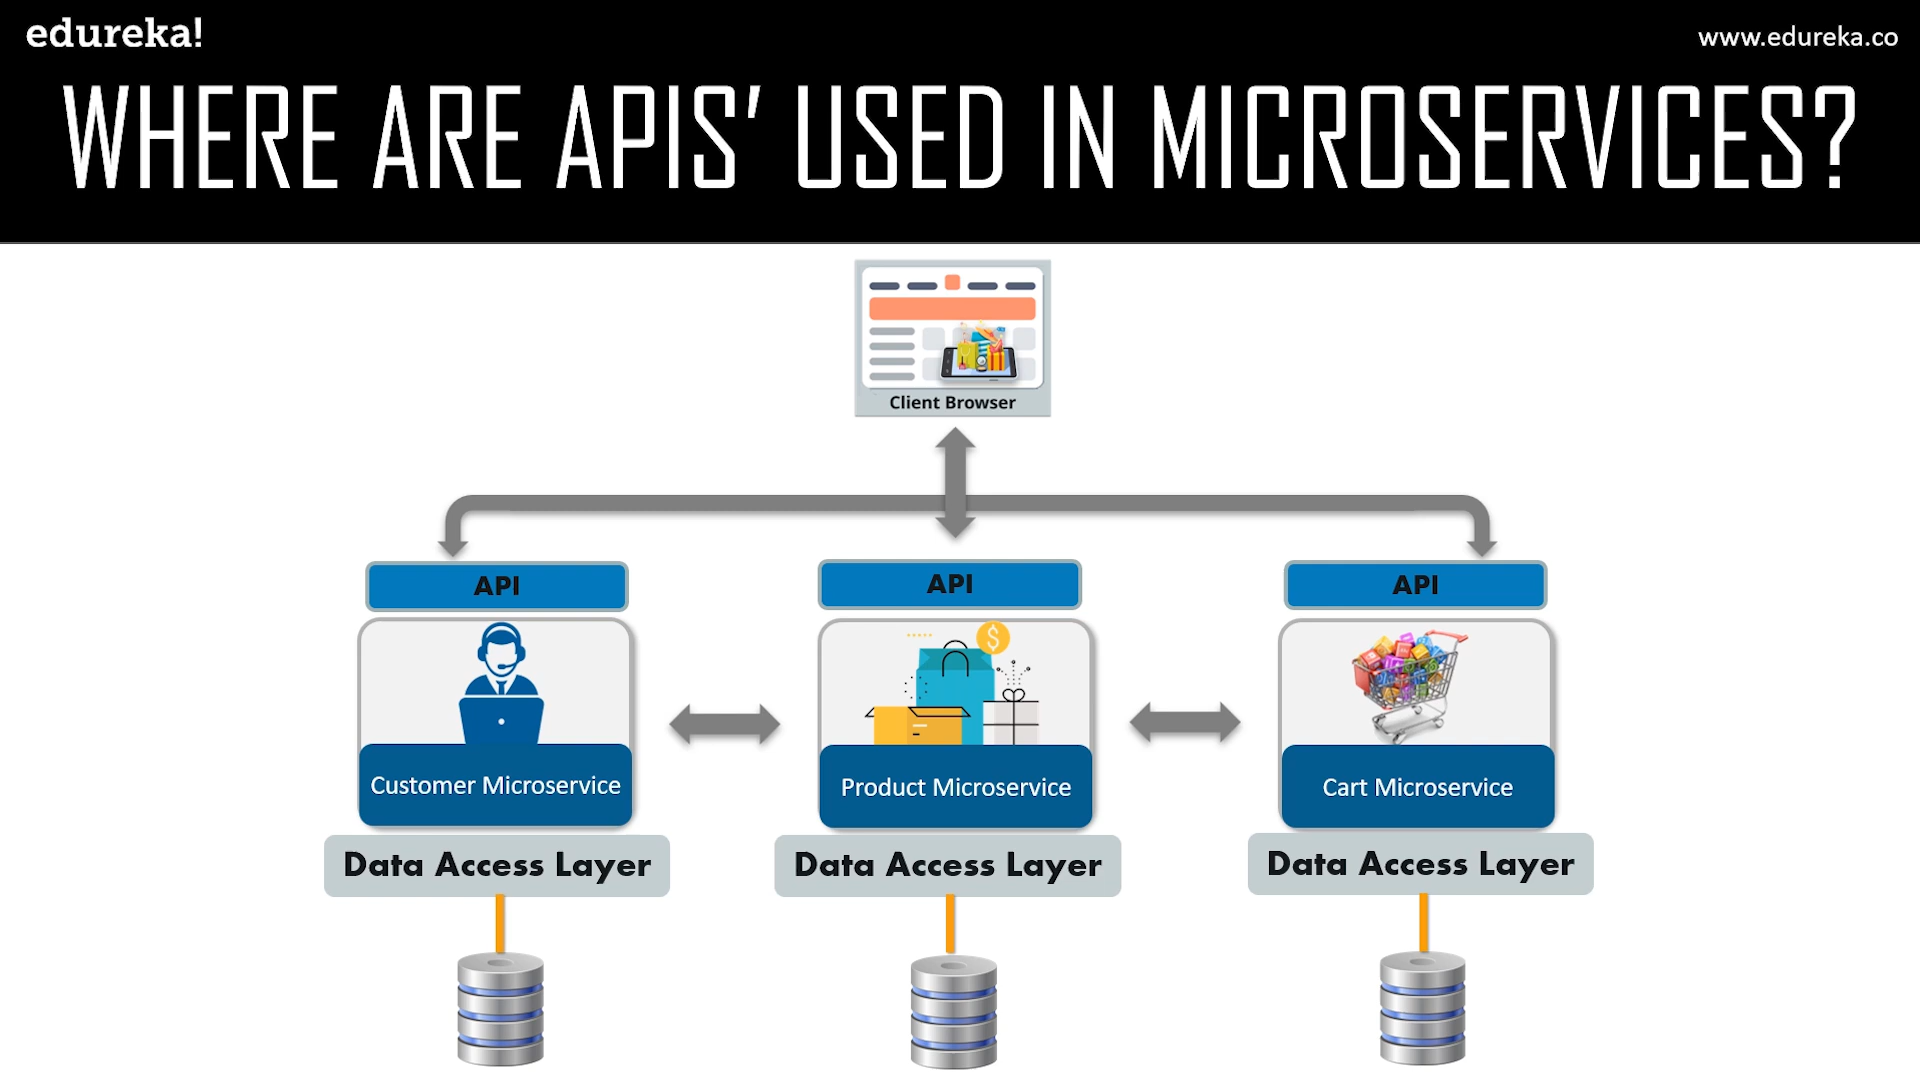 edureka!
www.edureka.co
WHERE ARE APIS’ USED IN MICROSERVICES?
Client Browser
API
API
API
Customer Microservice
Product Microservice
Cart Microservice
Data Access Layer
Data Access Layer
Data Access Layer